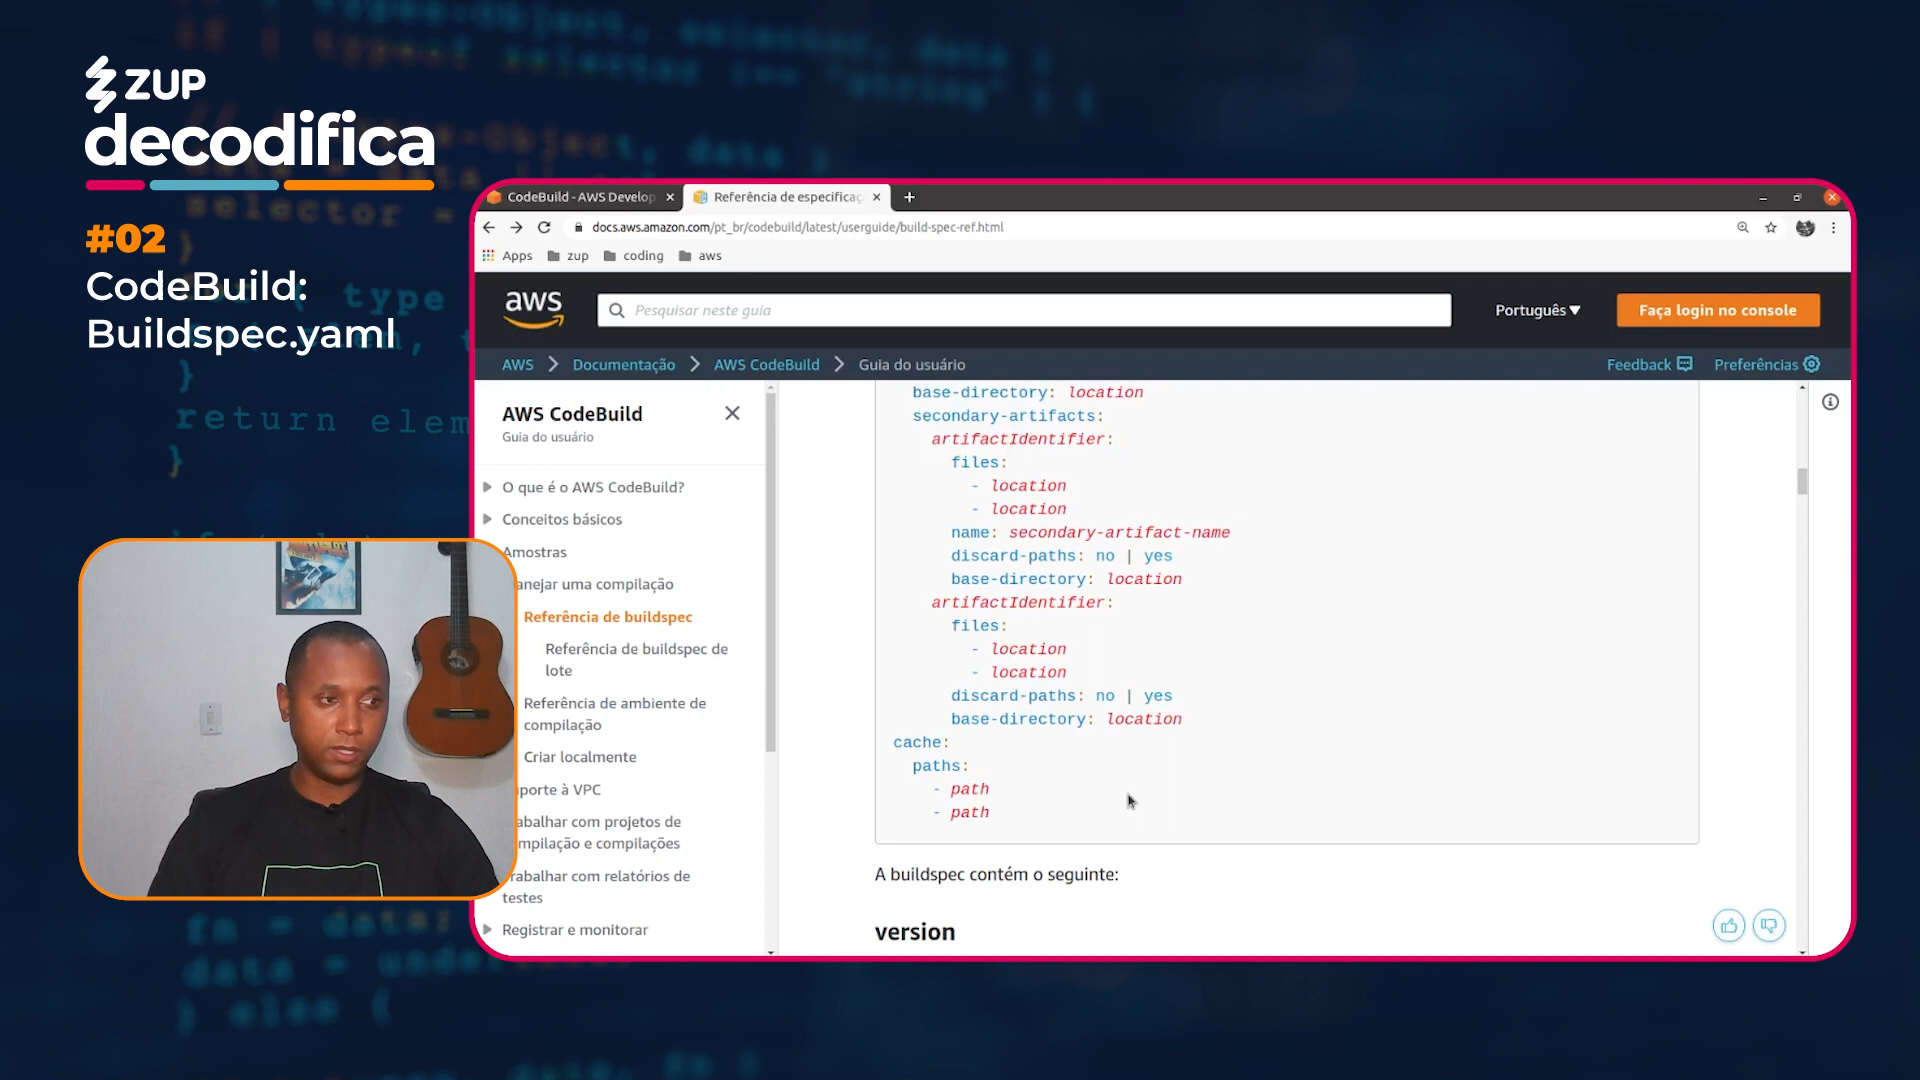 ZUP
decodifica
#02
CodeBuild:
Buildspec.yaml
CodeBuild - AWS Develop
Referência de especificaç
docs.aws.amazon.com/pt_br/codebuild/latest/userguide/build-spec-ref.html
Apps zup coding aws
aws
Pesquisar neste guia
Português
Faça login no console
AWS > Documentação > AWS CodeBuild > Guia do usuário
Feedback Preferências
AWS CodeBuild
Guia do usuário
O que é o AWS CodeBuild?
Conceitos básicos
Amostras
anejar uma compilação
Referência de buildspec
Referência de buildspec de
lote
Referência de ambiente de
compilação
Criar localmente
uporte à VPC
abalhar com projetos de
mpilação e compilações
rabalhar com relatórios de
testes
Registrar e monitorar
base-directory: location
secondary-artifacts:
artifactIdentifier:
files:
- location
- location
name: secondary-artifact-name
discard-paths: no | yes
base-directory: location
artifactIdentifier:
files:
- location
- location
discard-paths: no | yes
base-directory: location
cache:
paths:
- path
- path
A buildspec contém o seguinte:
version